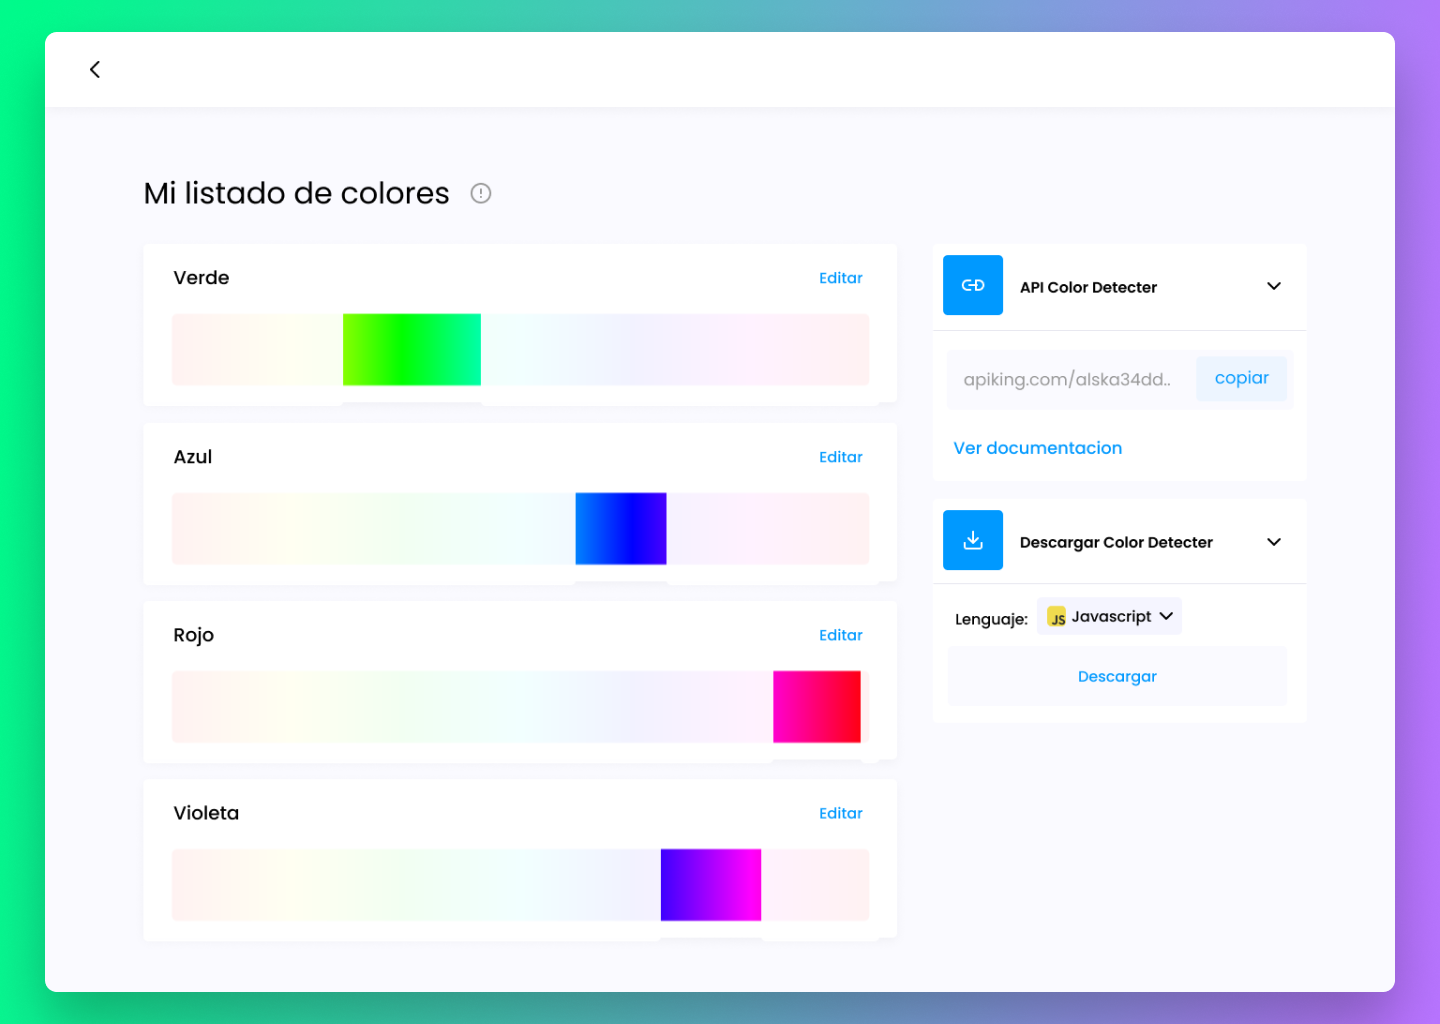 Mi listado de colores
Verde
Editar
Azul
Editar
Rojo
Editar
Violeta
Editar
API Color Detecter
apiking.com/alska34dd..
copiar
Ver documentacion
Descargar Color Detecter
Lenguaje:
JS Javascript
Descargar